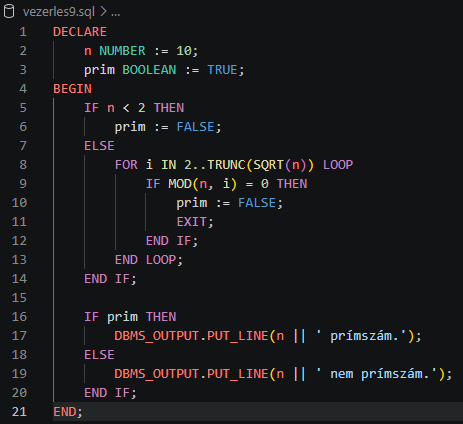 vezerles9.sql > ...
1 DECLARE
2     n NUMBER := 10;
3     prim BOOLEAN := TRUE;
4 BEGIN
5     IF n < 2 THEN
6         prim := FALSE;
7     ELSE
8         FOR i IN 2..TRUNC(SQRT(n)) LOOP
9             IF MOD(n, i) = 0 THEN
10                 prim := FALSE;
11                 EXIT;
12             END IF;
13         END LOOP;
14     END IF;
15
16     IF prim THEN
17         DBMS_OUTPUT.PUT_LINE(n || ' prímszám.');
18     ELSE
19         DBMS_OUTPUT.PUT_LINE(n || ' nem prímszám.');
20     END IF;
21 END;